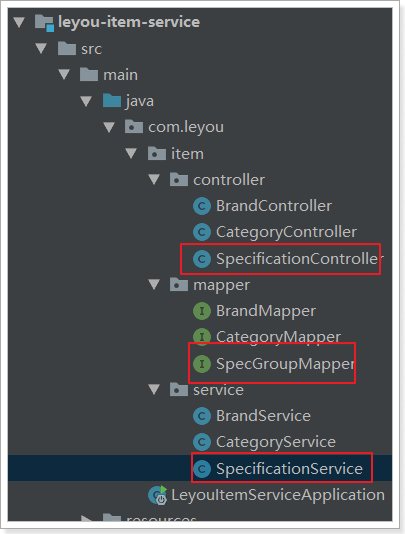 leyou-item-service
src
main
java
com.leyou
item
controller
BrandController
CategoryController
SpecificationController
mapper
BrandMapper
CategoryMapper
SpecGroupMapper
service
BrandService
CategoryService
SpecificationService
LeyouItemServiceApplication
resources